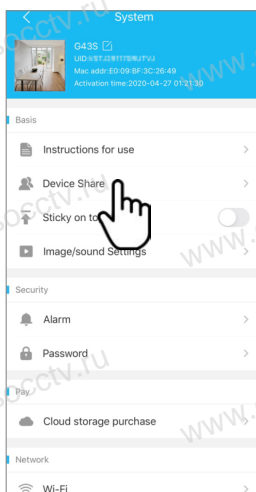 System
G43S
UID:
Mac addr:E0:09:BF:3C:26:49
Activation time:2020-04-27 01:21:30
Basis
Instructions for use
Device Share
Sticky on to
Image/sound Settings
Security
Alarm
Password
Pay
Cloud storage purchase
Network
Wi-Fi